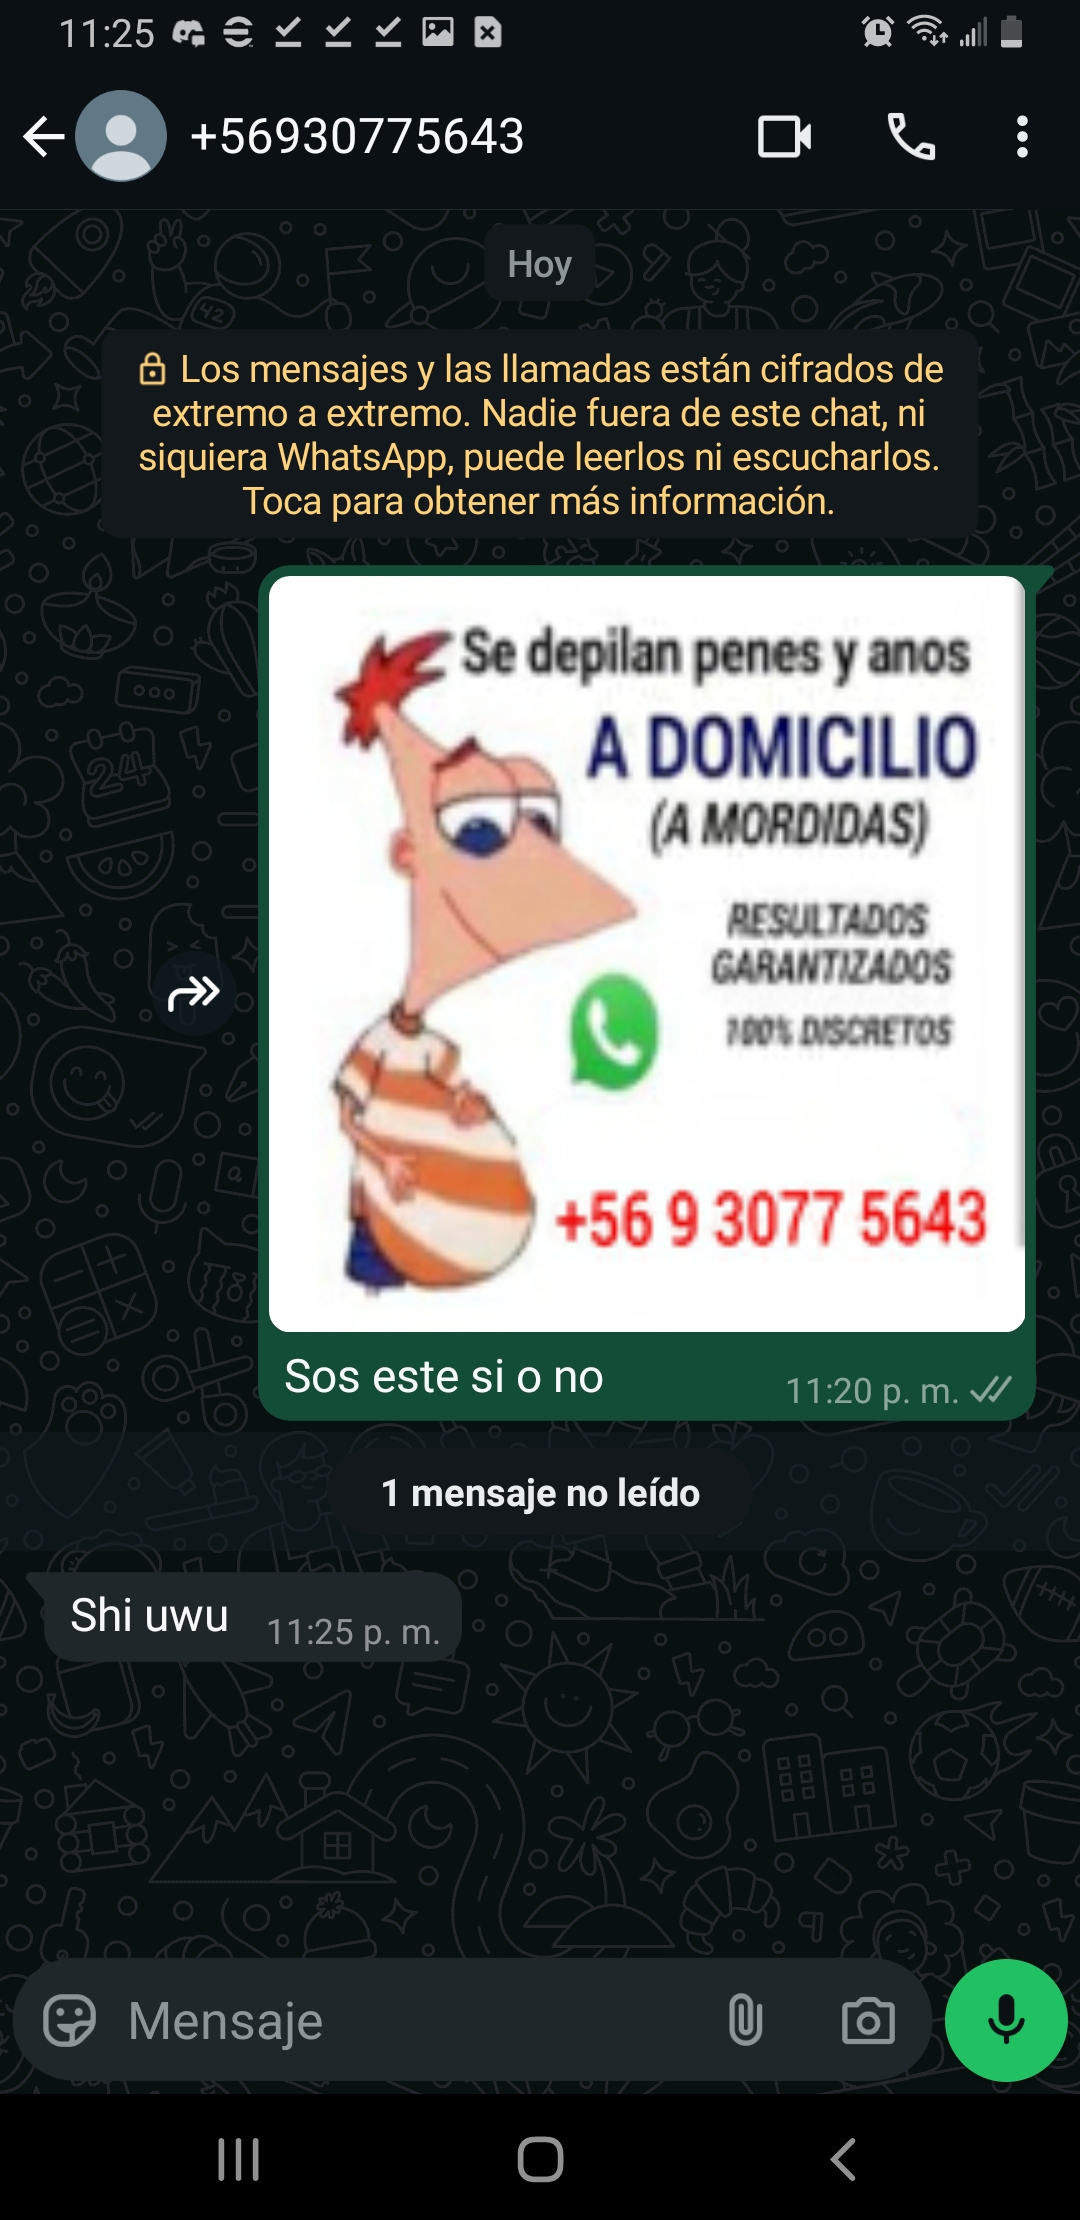 11:25
+56930775643
Hoy
Los mensajes y las llamadas están cifrados de
extremo a extremo. Nadie fuera de este chat, ni
siquiera WhatsApp, puede leerlos ni escucharlos.
Toca para obtener más información.
Se depilan penes y anos
A DOMICILIO
(A MORDIDAS)
RESULTADOS
GARANTIZADOS
100% DISCRETOS
+56 9 3077 5643
Sos este si o no
11:20 p. m.
1 mensaje no leído
Shi uwu 11:25 p. m.
Mensaje